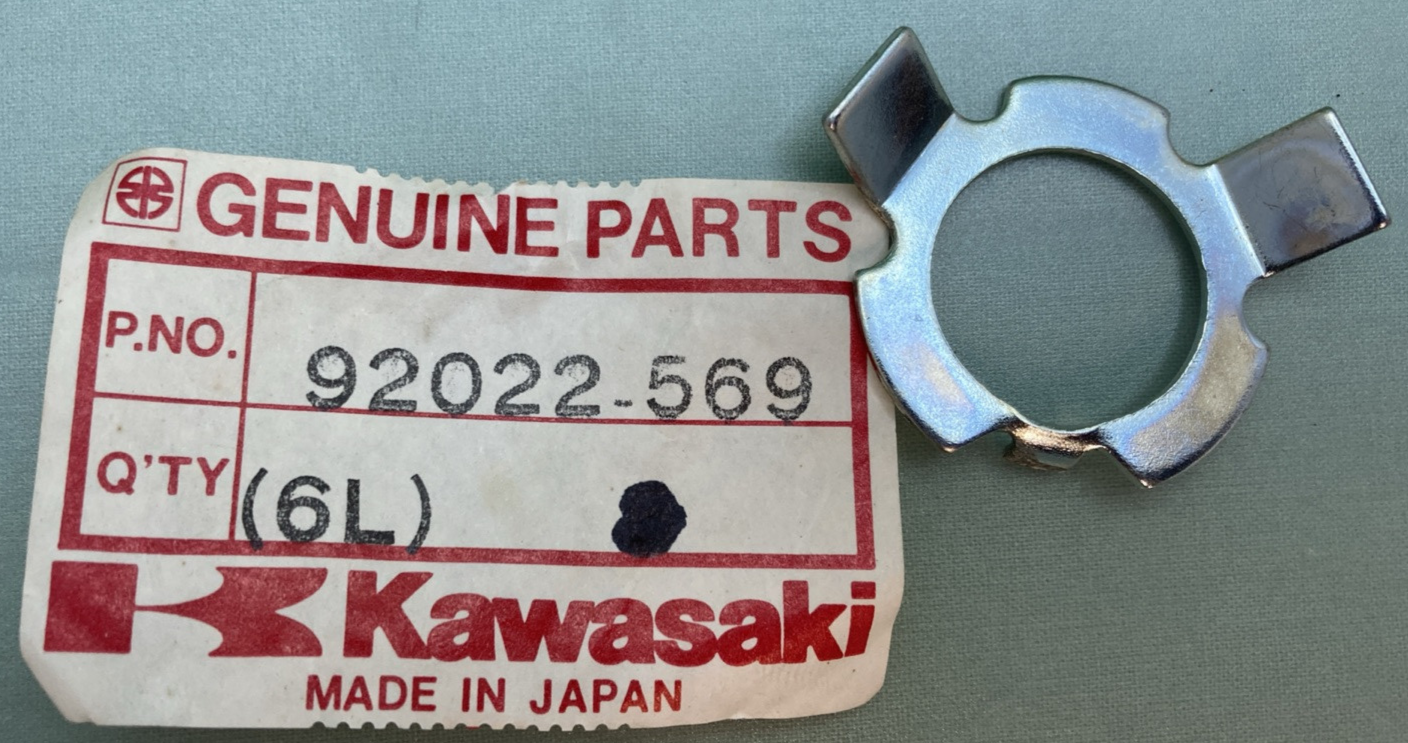 GENUINE PARTS
P.NO. 92022-569
Q'TY (6L)
Kawasaki
MADE IN JAPAN